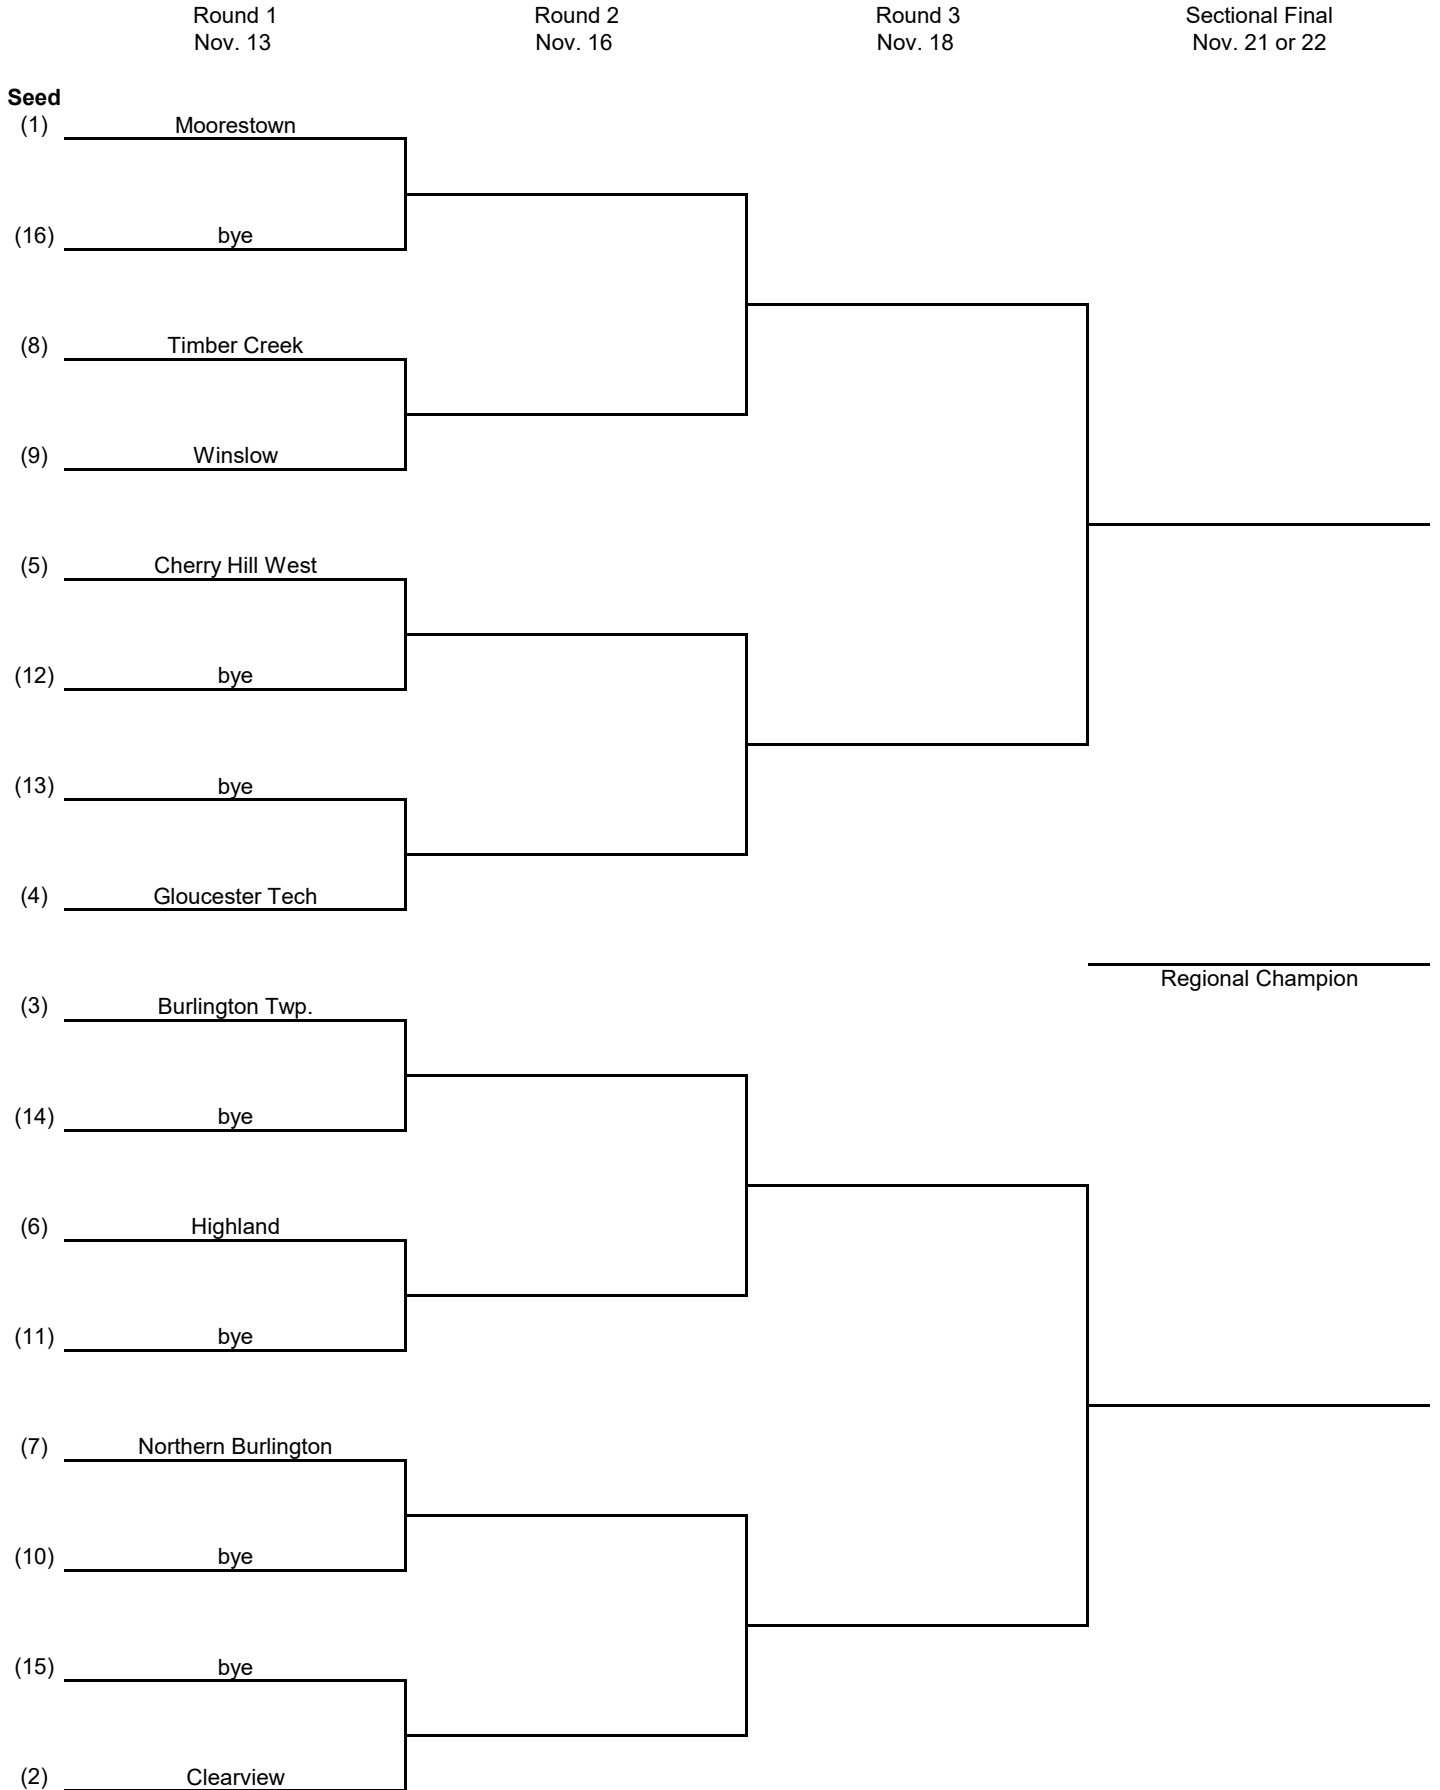 Round 1 Round 2 Round 3 Sectional Final
Nov. 13 Nov. 16 Nov. 18 Nov. 21 or 22
Seed
(1) Moorestown
(16) bye
(8) Timber Creek
(9) Winslow
(5) Cherry Hill West
(12) bye
(13) bye
(4) Gloucester Tech
Regional Champion
(3) Burlington Twp.
(14) bye
(6) Highland
(11) bye
(7) Northern Burlington
(10) bye
(15) bye
(2) Clearview